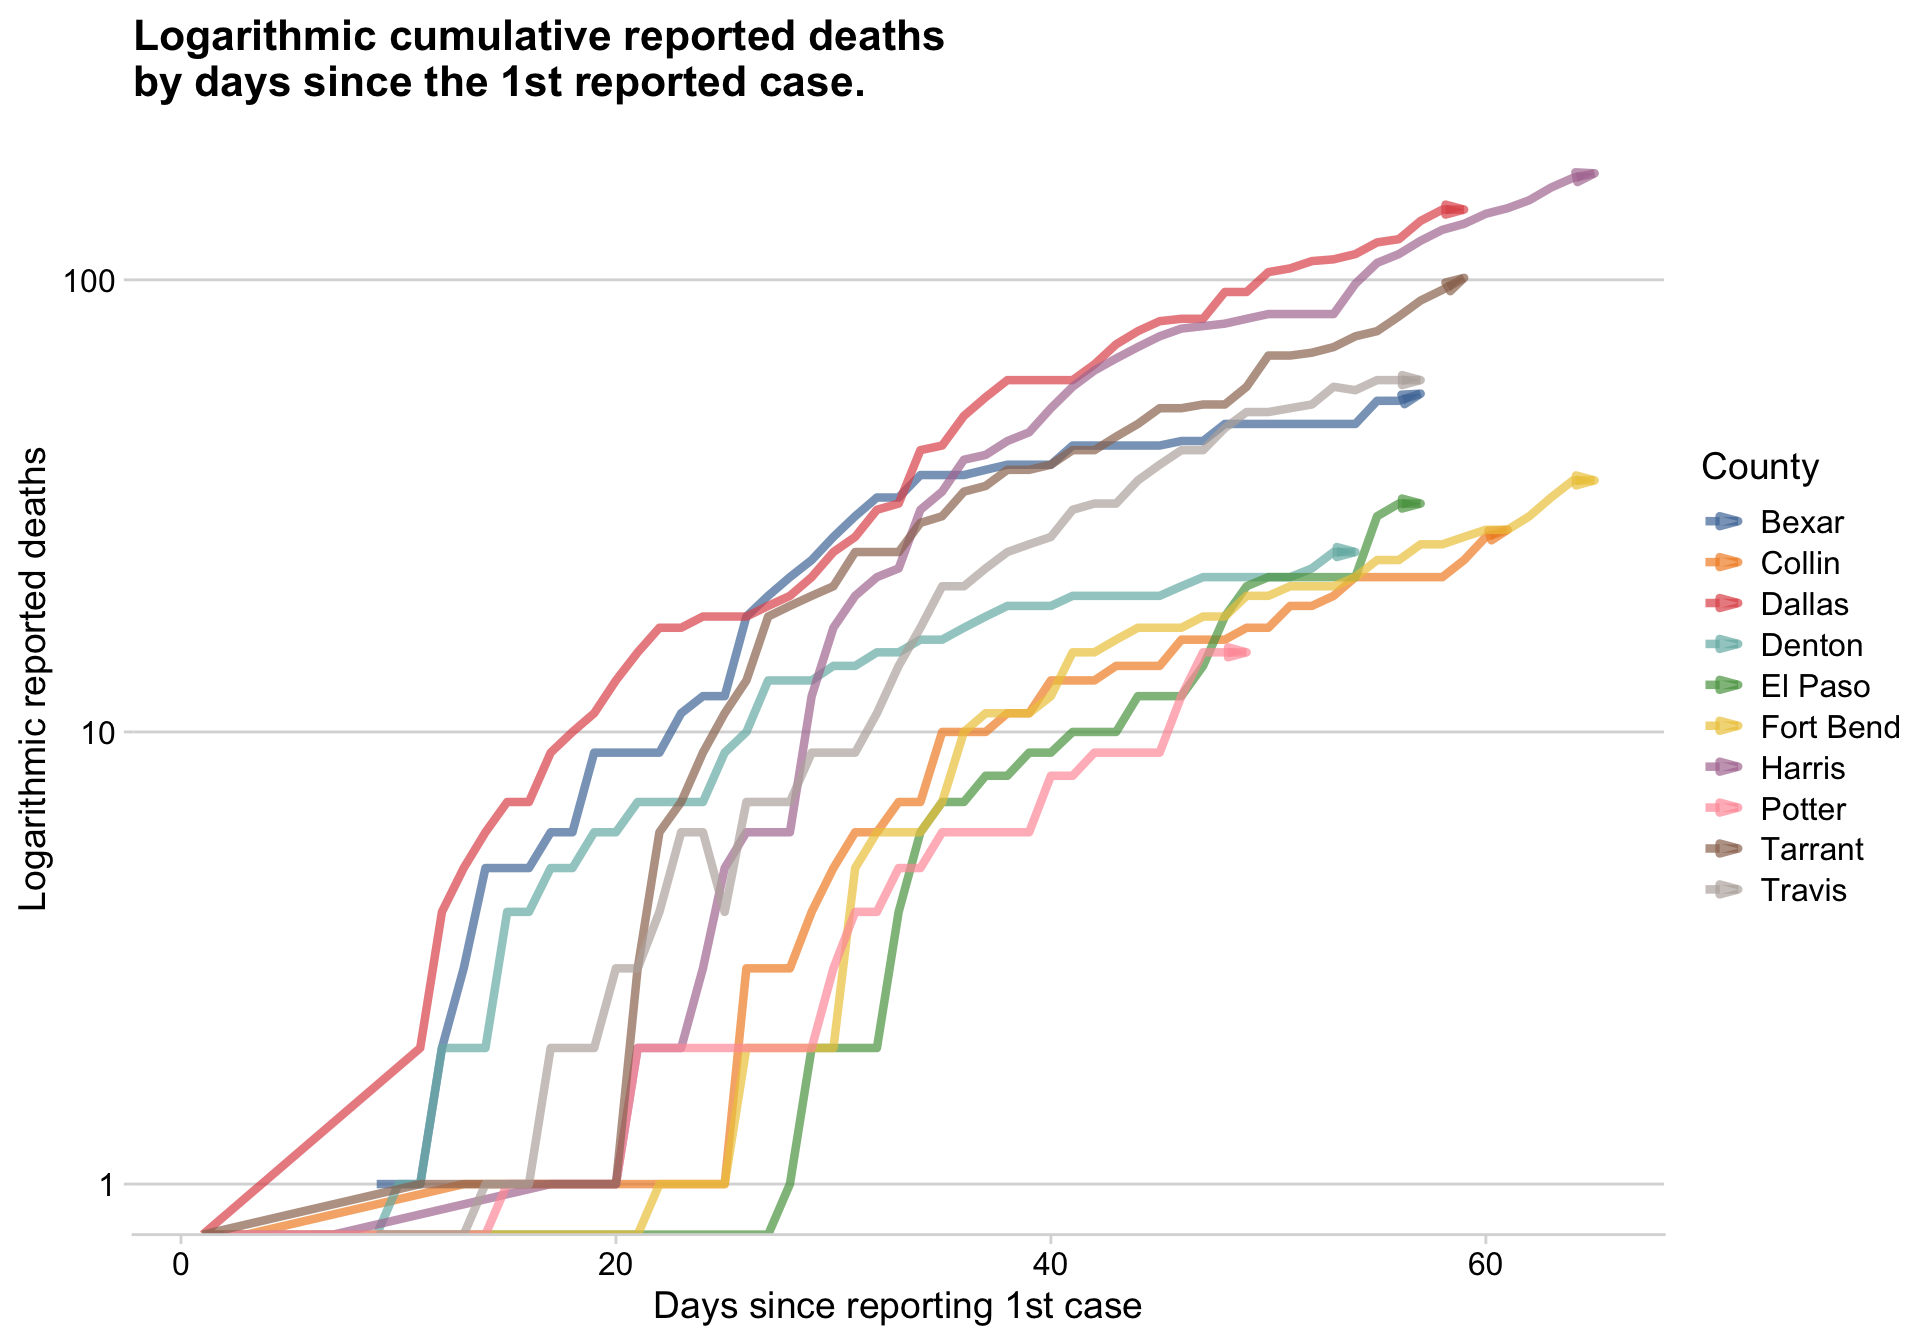 Logarithmic cumulative reported deaths
by days since the 1st reported case.
100
10
1
Logarithmic reported deaths
0
20
40
60
Days since reporting 1st case
County
Bexar
Collin
Dallas
Denton
El Paso
Fort Bend
Harris
Potter
Tarrant
Travis